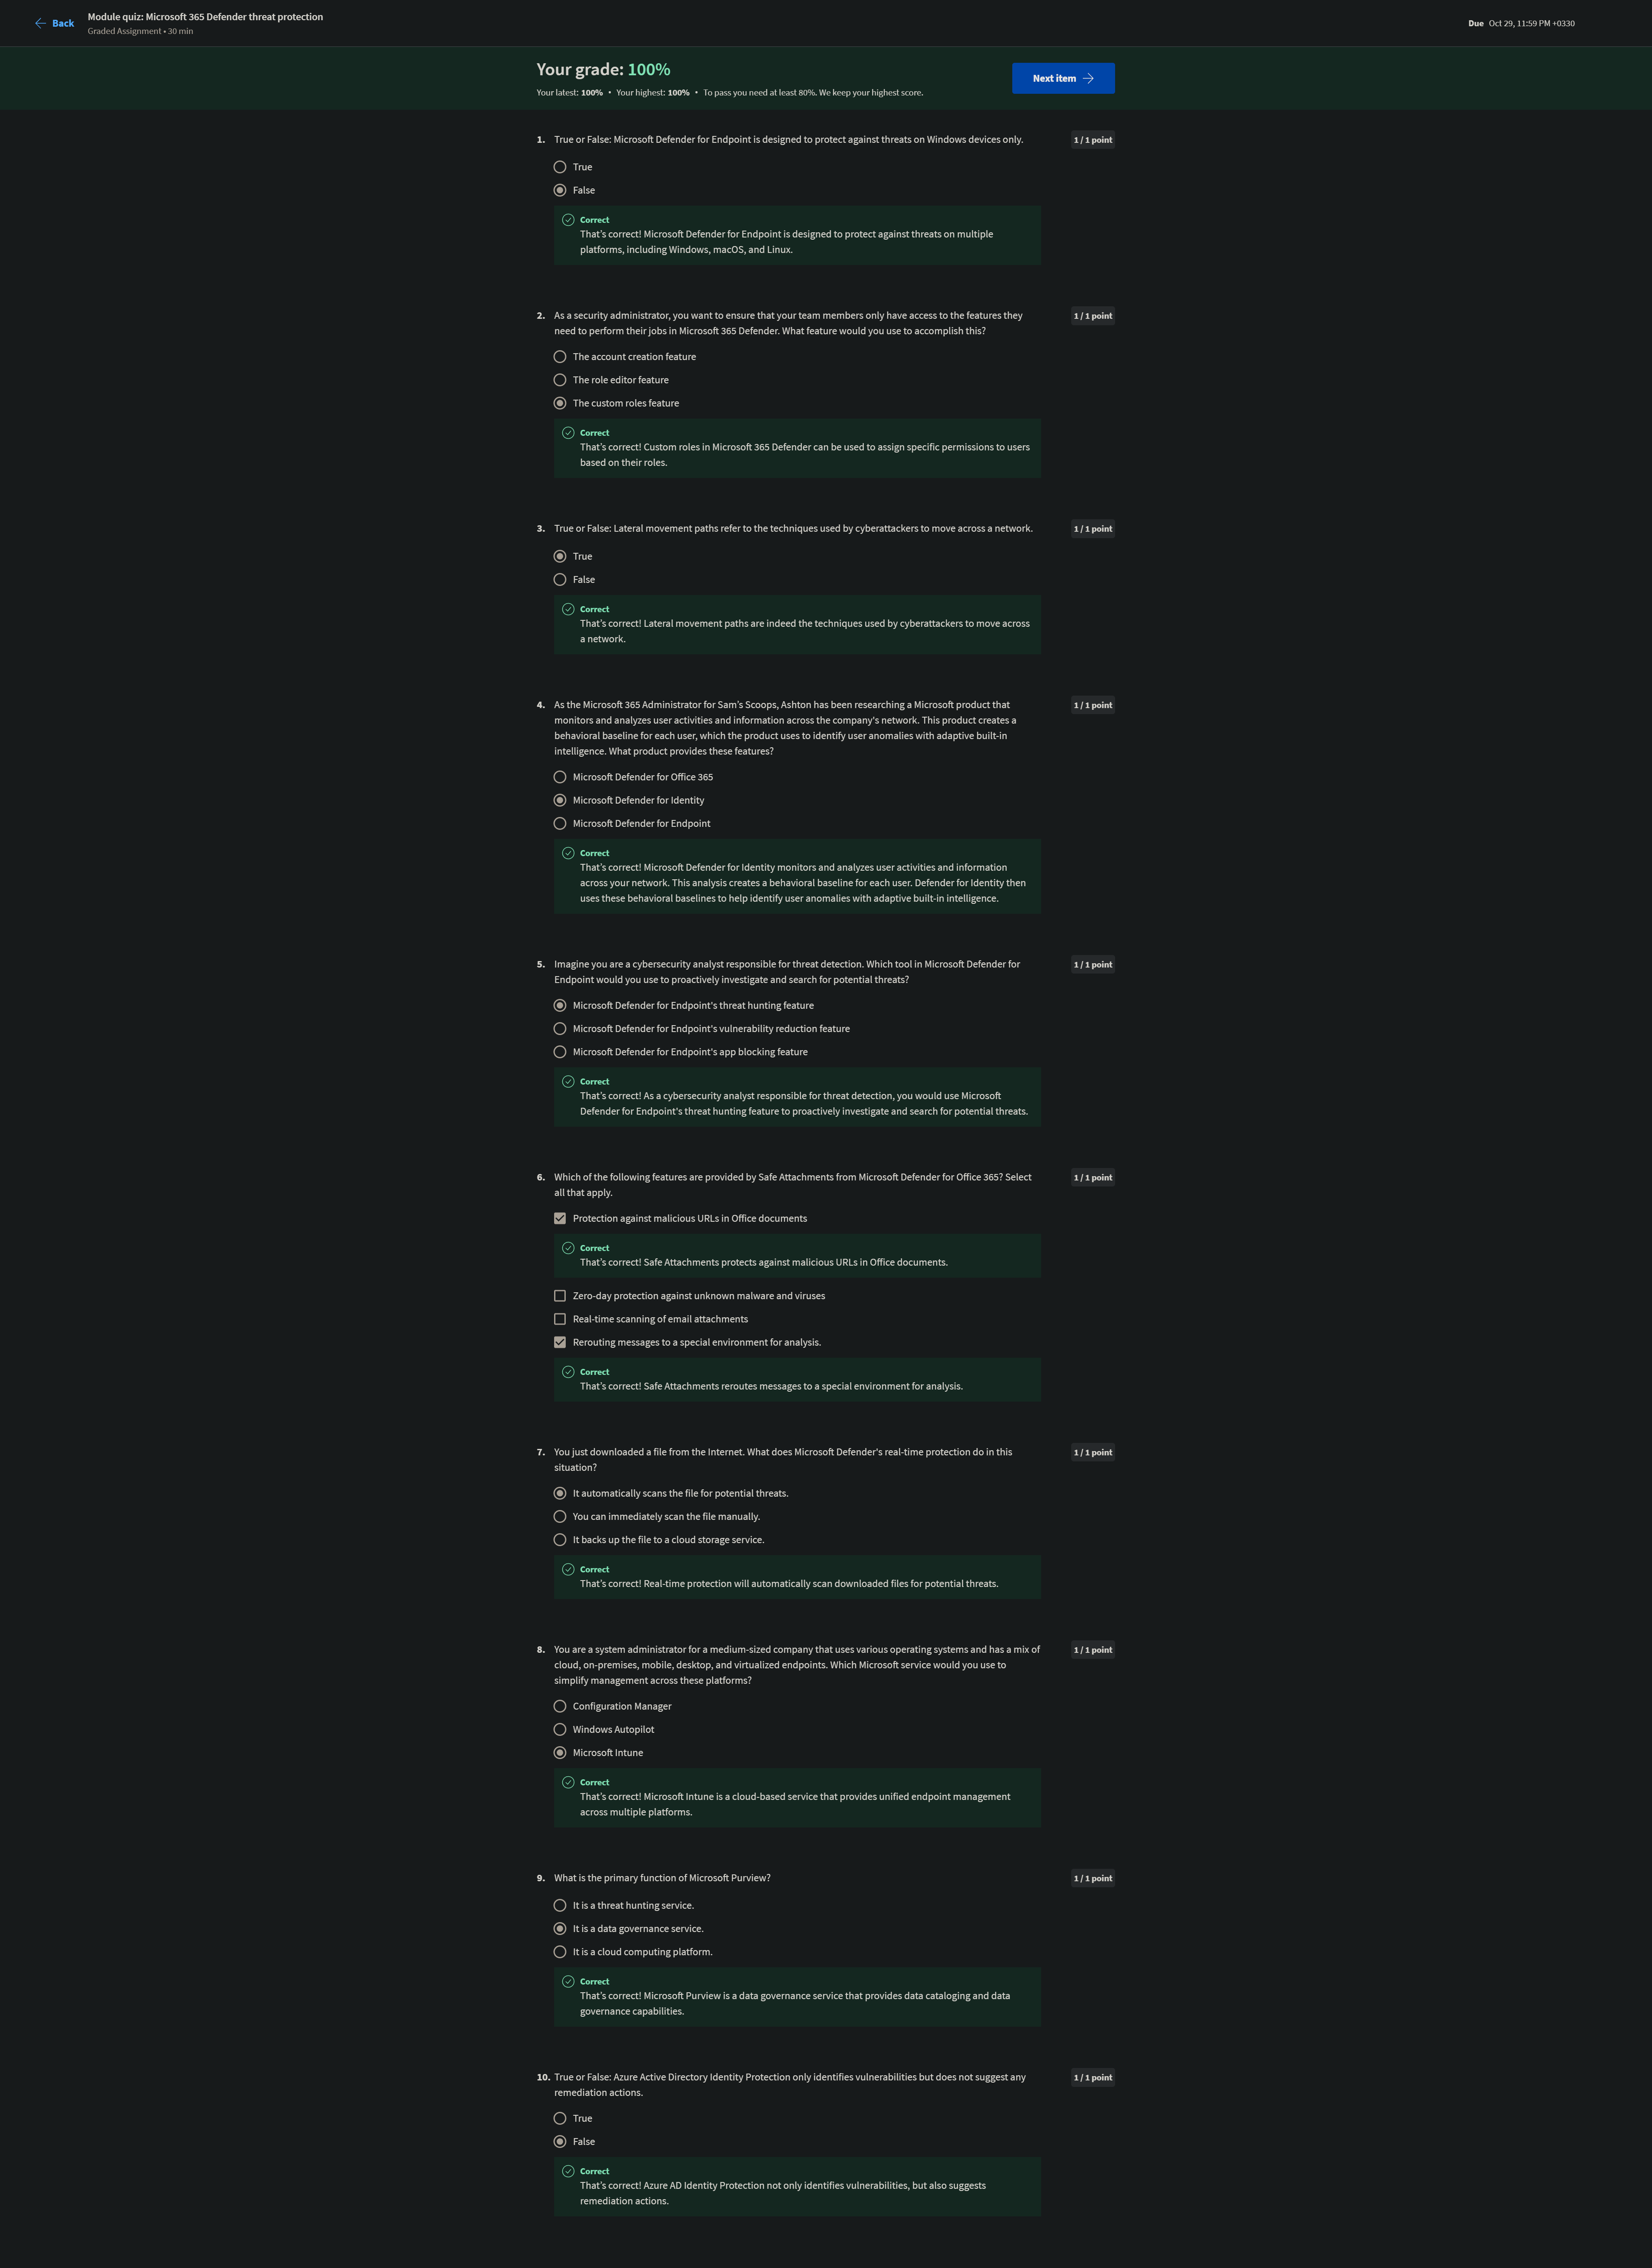 Back
Module quiz: Microsoft 365 Defender threat protection
Graded Assignment • 30 min
Due Oct 29, 11:59 PM +0330
Your grade: 100%
Your latest: 100% • Your highest: 100% • To pass you need at least 80%. We keep your highest score.
Next item
1. True or False: Microsoft Defender for Endpoint is designed to protect against threats on Windows devices only.
1 / 1 point
True
False
Correct
That's correct! Microsoft Defender for Endpoint is designed to protect against threats on multiple
platforms, including Windows, macOS, and Linux.
2. As a security administrator, you want to ensure that your team members only have access to the features they
need to perform their jobs in Microsoft 365 Defender. What feature would you use to accomplish this?
1 / 1 point
The account creation feature
The role editor feature
The custom roles feature
Correct
That's correct! Custom roles in Microsoft 365 Defender can be used to assign specific permissions to users
based on their roles.
3. True or False: Lateral movement paths refer to the techniques used by cyberattackers to move across a network.
1 / 1 point
True
False
Correct
That's correct! Lateral movement paths are indeed the techniques used by cyberattackers to move across
a network.
4. As the Microsoft 365 Administrator for Sam's Scoops, Ashton has been researching a Microsoft product that
monitors and analyzes user activities and information across the company's network. This product creates a
behavioral baseline for each user, which the product uses to identify user anomalies with adaptive built-in
intelligence. What product provides these features?
1 / 1 point
Microsoft Defender for Office 365
Microsoft Defender for Identity
Microsoft Defender for Endpoint
Correct
That's correct! Microsoft Defender for Identity monitors and analyzes user activities and information
across your network. This analysis creates a behavioral baseline for each user. Defender for Identity then
uses these behavioral baselines to help identify user anomalies with adaptive built-in intelligence.
5. Imagine you are a cybersecurity analyst responsible for threat detection. Which tool in Microsoft Defender for
Endpoint would you use to proactively investigate and search for potential threats?
1 / 1 point
Microsoft Defender for Endpoint's threat hunting feature
Microsoft Defender for Endpoint's vulnerability reduction feature
Microsoft Defender for Endpoint's app blocking feature
Correct
That's correct! As a cybersecurity analyst responsible for threat detection, you would use Microsoft
Defender for Endpoint's threat hunting feature to proactively investigate and search for potential threats.
6. Which of the following features are provided by Safe Attachments from Microsoft Defender for Office 365? Select
all that apply.
1 / 1 point
Protection against malicious URLs in Office documents
Correct
That's correct! Safe Attachments protects against malicious URLs in Office documents.
Zero-day protection against unknown malware and viruses
Real-time scanning of email attachments
Rerouting messages to a special environment for analysis.
Correct
That's correct! Safe Attachments reroutes messages to a special environment for analysis.
7. You just downloaded a file from the Internet. What does Microsoft Defender's real-time protection do in this
situation?
1 / 1 point
It automatically scans the file for potential threats.
You can immediately scan the file manually.
It backs up the file to a cloud storage service.
Correct
That's correct! Real-time protection will automatically scan downloaded files for potential threats.
8. You are a system administrator for a medium-sized company that uses various operating systems and has a mix of
cloud, on-premises, mobile, desktop, and virtualized endpoints. Which Microsoft service would you use to
simplify management across these platforms?
1 / 1 point
Configuration Manager
Windows Autopilot
Microsoft Intune
Correct
That's correct! Microsoft Intune is a cloud-based service that provides unified endpoint management
across multiple platforms.
9. What is the primary function of Microsoft Purview?
1 / 1 point
It is a threat hunting service.
It is a data governance service.
It is a cloud computing platform.
Correct
That's correct! Microsoft Purview is a data governance service that provides data cataloging and data
governance capabilities.
10. True or False: Azure Active Directory Identity Protection only identifies vulnerabilities but does not suggest any
remediation actions.
1 / 1 point
True
False
Correct
That's correct! Azure AD Identity Protection not only identifies vulnerabilities, but also suggests
remediation actions.